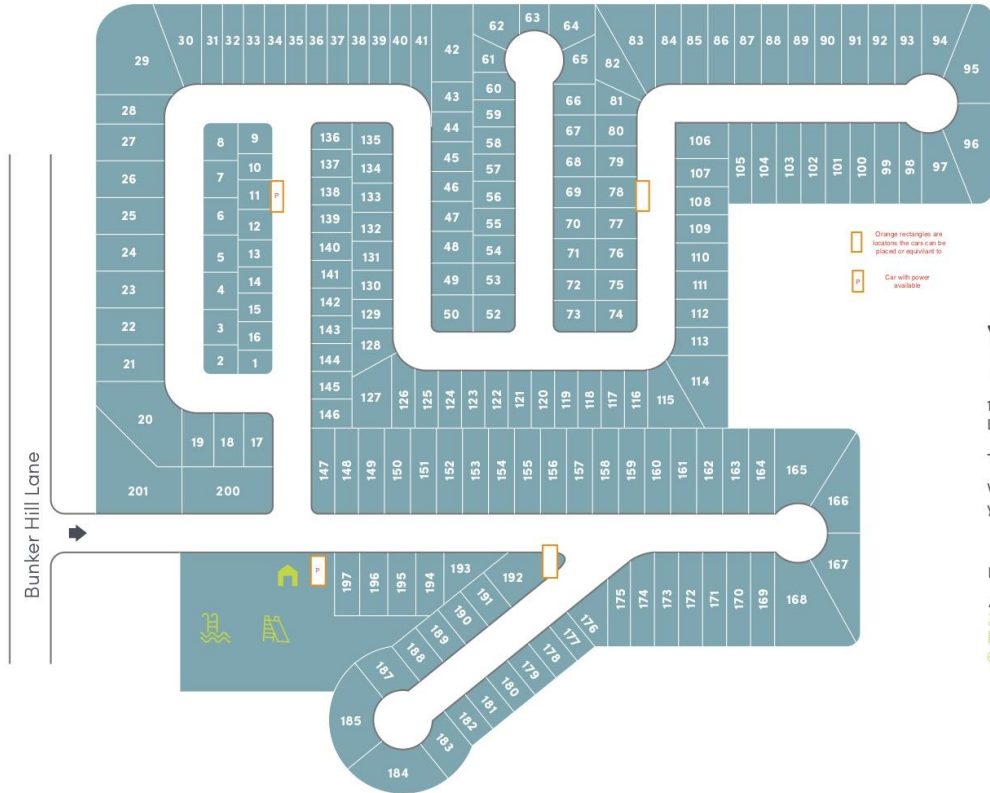 63
62 64
29 30 31 32 33 34 35 36 37 38 39 40 41 42 61 65 83 84 85 86 87 88 89 90 91 92 93 94
82
95
28 43 60 66 81
27 8 9 136 135 44 59 67 80 106 96
26 7 10 137 134 45 58 68 79 107 105 104 103 102 101 100 99 98 97
11 P 138 133 46 57 69 78 108
25 6 12 139 132 47 56 70 77 109
24 5 13 140 131 48 55 71 76 110
23 4 14 141 130 49 54 72 75 111
22 3 15 142 129 50 53 73 74 112
21 2 16 143 128 52 113
1 144
20 145 127 126 125 124 123 122 121 120 119 118 117 116 115 114
146
19 18 17
201 200 147 148 149 150 151 152 153 154 155 156 157 158 159 160 161 162 163 164 165
166
Orange rectangles are
locatons the cars can be
placed or equivilant to
P
Car with power
available
Bunker Hill Lane
P 197 196 195 194 193 192 175 174 173 172 171 170 169 168 167
191 176
190 177
189 178
188 179
187 180
185 181
182
183
184